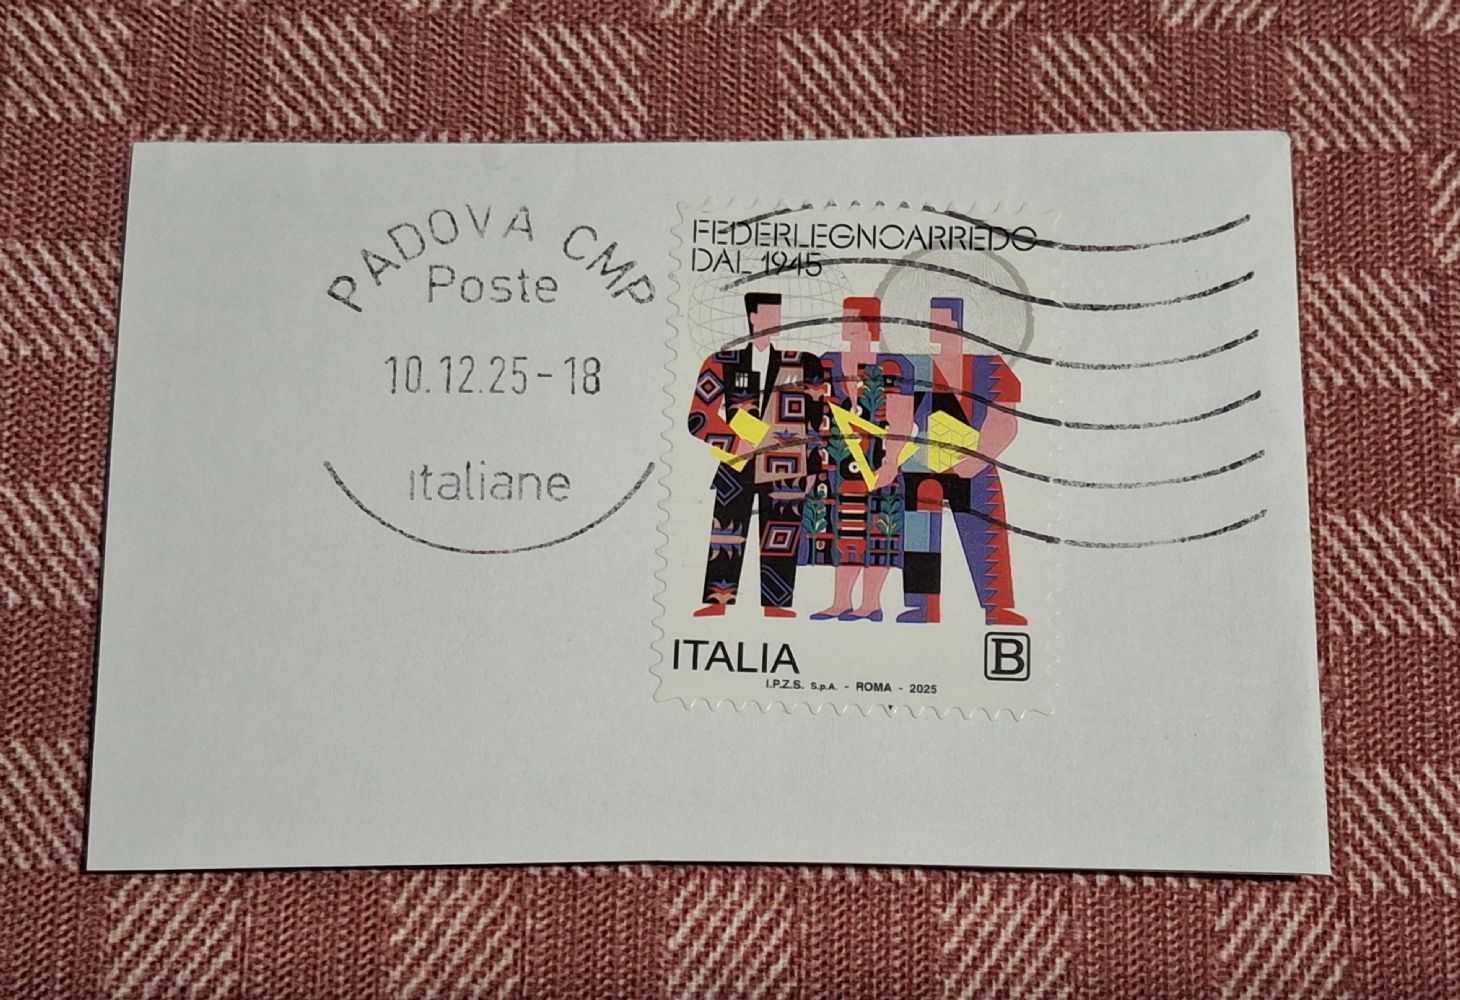 PADOVA CMP
Poste
10.12.25-18
italiane
FEDERLEGNOARREDO
DAL 1945
ITALIA
B
I.P.Z.S. S.p.A. - ROMA - 2025